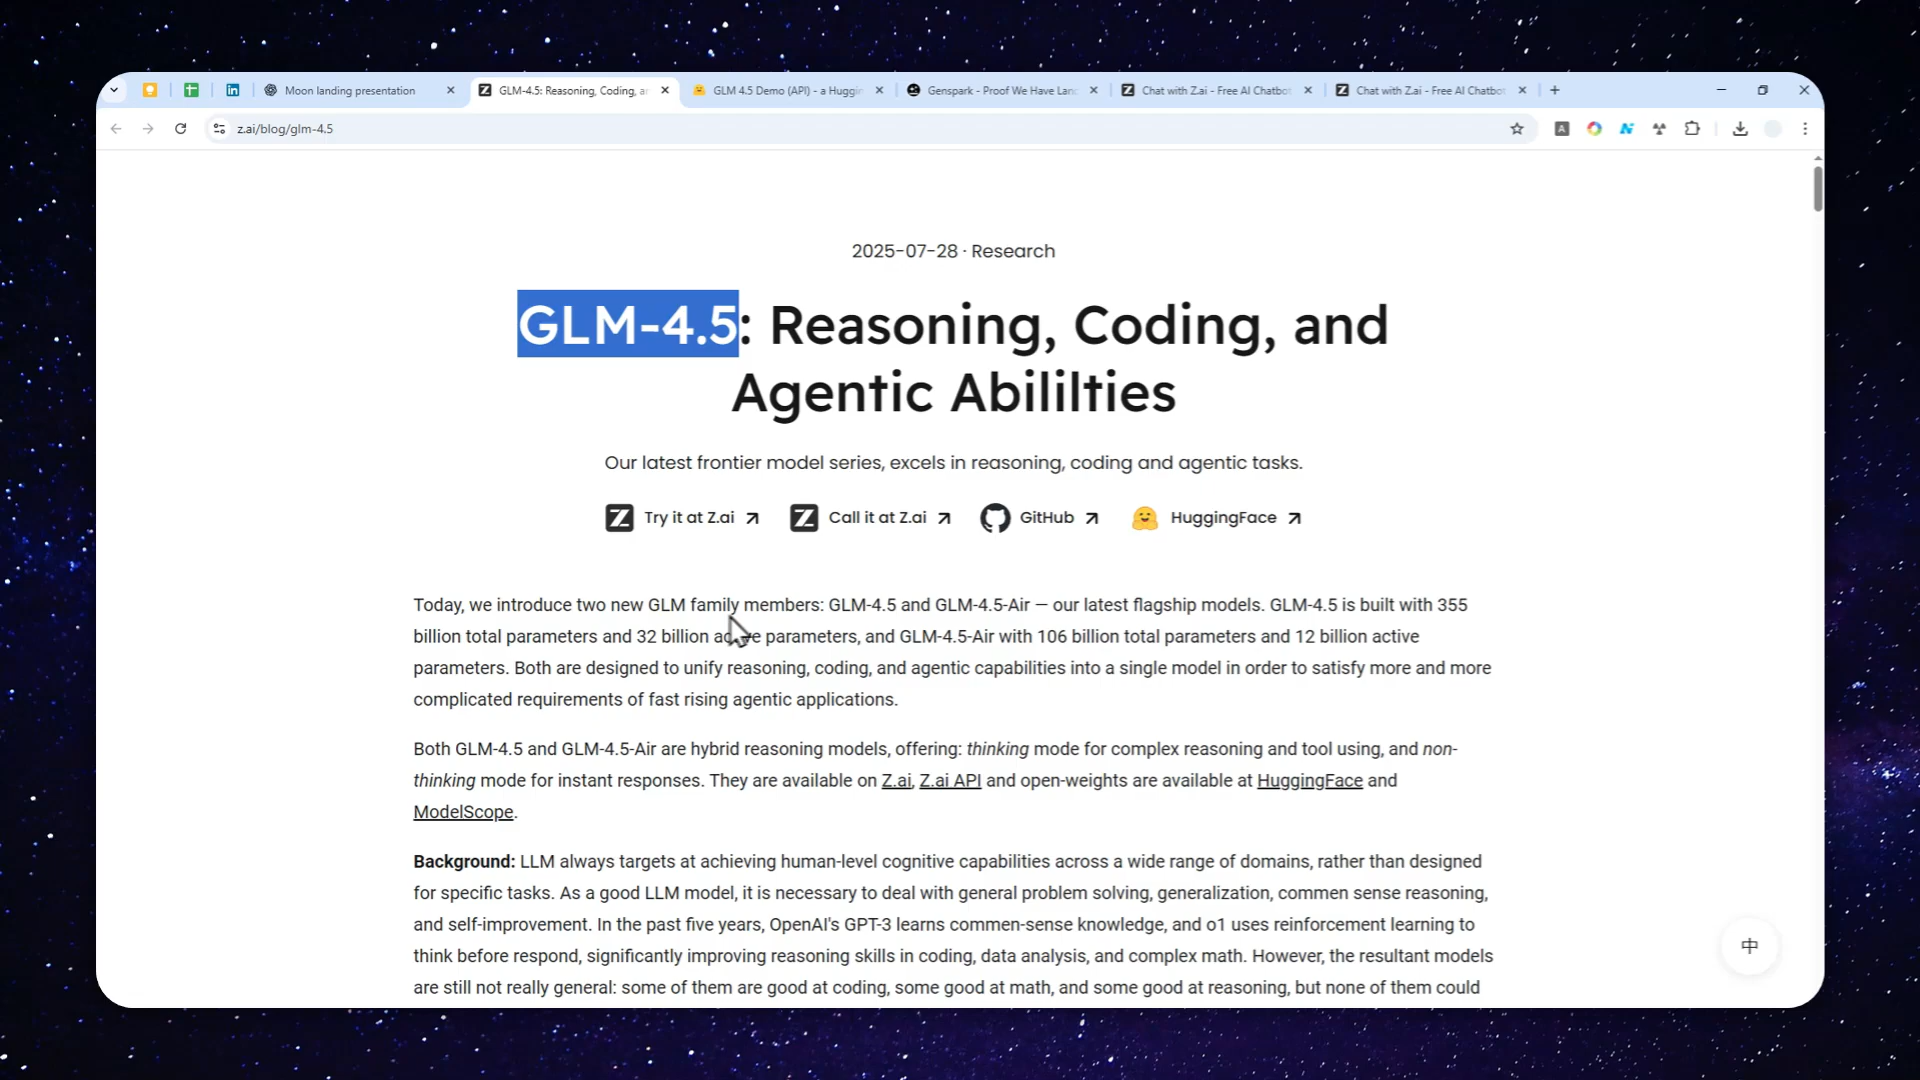 Moon landing presentation
GLM-4.5: Reasoning, Coding, ar
GLM 4.5 Demo (API) - a Huggin
Genspark - Proof We Have Lan
Chat with Z.ai - Free AI Chatbot
Chat with Z.ai - Free AI Chatbot
z.ai/blog/glm-4.5
2025-07-28 · Research
GLM-4.5: Reasoning, Coding, and
Agentic Abililties
Our latest frontier model series, excels in reasoning, coding and agentic tasks.
Try it at Z.ai
Call it at Z.ai
GitHub
HuggingFace
Today, we introduce two new GLM family members: GLM-4.5 and GLM-4.5-Air — our latest flagship models. GLM-4.5 is built with 355
billion total parameters and 32 billion active parameters, and GLM-4.5-Air with 106 billion total parameters and 12 billion active
parameters. Both are designed to unify reasoning, coding, and agentic capabilities into a single model in order to satisfy more and more
complicated requirements of fast rising agentic applications.
Both GLM-4.5 and GLM-4.5-Air are hybrid reasoning models, offering: thinking mode for complex reasoning and tool using, and non-
thinking mode for instant responses. They are available on Z.ai, Z.ai API and open-weights are available at HuggingFace and
ModelScope.
Background: LLM always targets at achieving human-level cognitive capabilities across a wide range of domains, rather than designed
for specific tasks. As a good LLM model, it is necessary to deal with general problem solving, generalization, commen sense reasoning,
and self-improvement. In the past five years, OpenAI's GPT-3 learns commen-sense knowledge, and o1 uses reinforcement learning to
think before respond, significantly improving reasoning skills in coding, data analysis, and complex math. However, the resultant models
are still not really general: some of them are good at coding, some good at math, and some good at reasoning, but none of them could
中